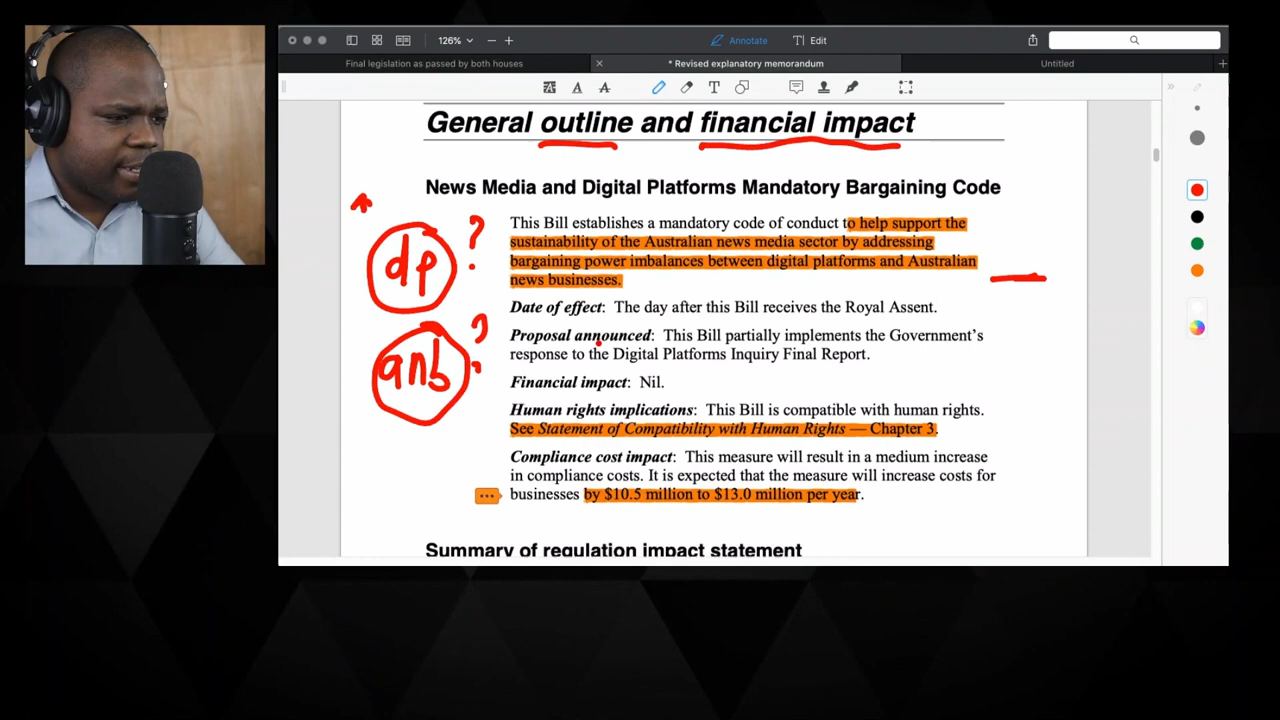 126%
Annotate
Edit
Final legislation as passed by both houses
* Revised explanatory memorandum
Untitled
General outline and financial impact
News Media and Digital Platforms Mandatory Bargaining Code
This Bill establishes a mandatory code of conduct to help support the
sustainability of the Australian news media sector by addressing
bargaining power imbalances between digital platforms and Australian
news businesses.
dp ?
Date of effect: The day after this Bill receives the Royal Assent.
Proposal announced: This Bill partially implements the Government's
response to the Digital Platforms Inquiry Final Report.
anb ?
Financial impact: Nil.
Human rights implications: This Bill is compatible with human rights.
See Statement of Compatibility with Human Rights — Chapter 3.
Compliance cost impact: This measure will result in a medium increase
in compliance costs. It is expected that the measure will increase costs for
businesses by $10.5 million to $13.0 million per year.
Summary of regulation impact statement